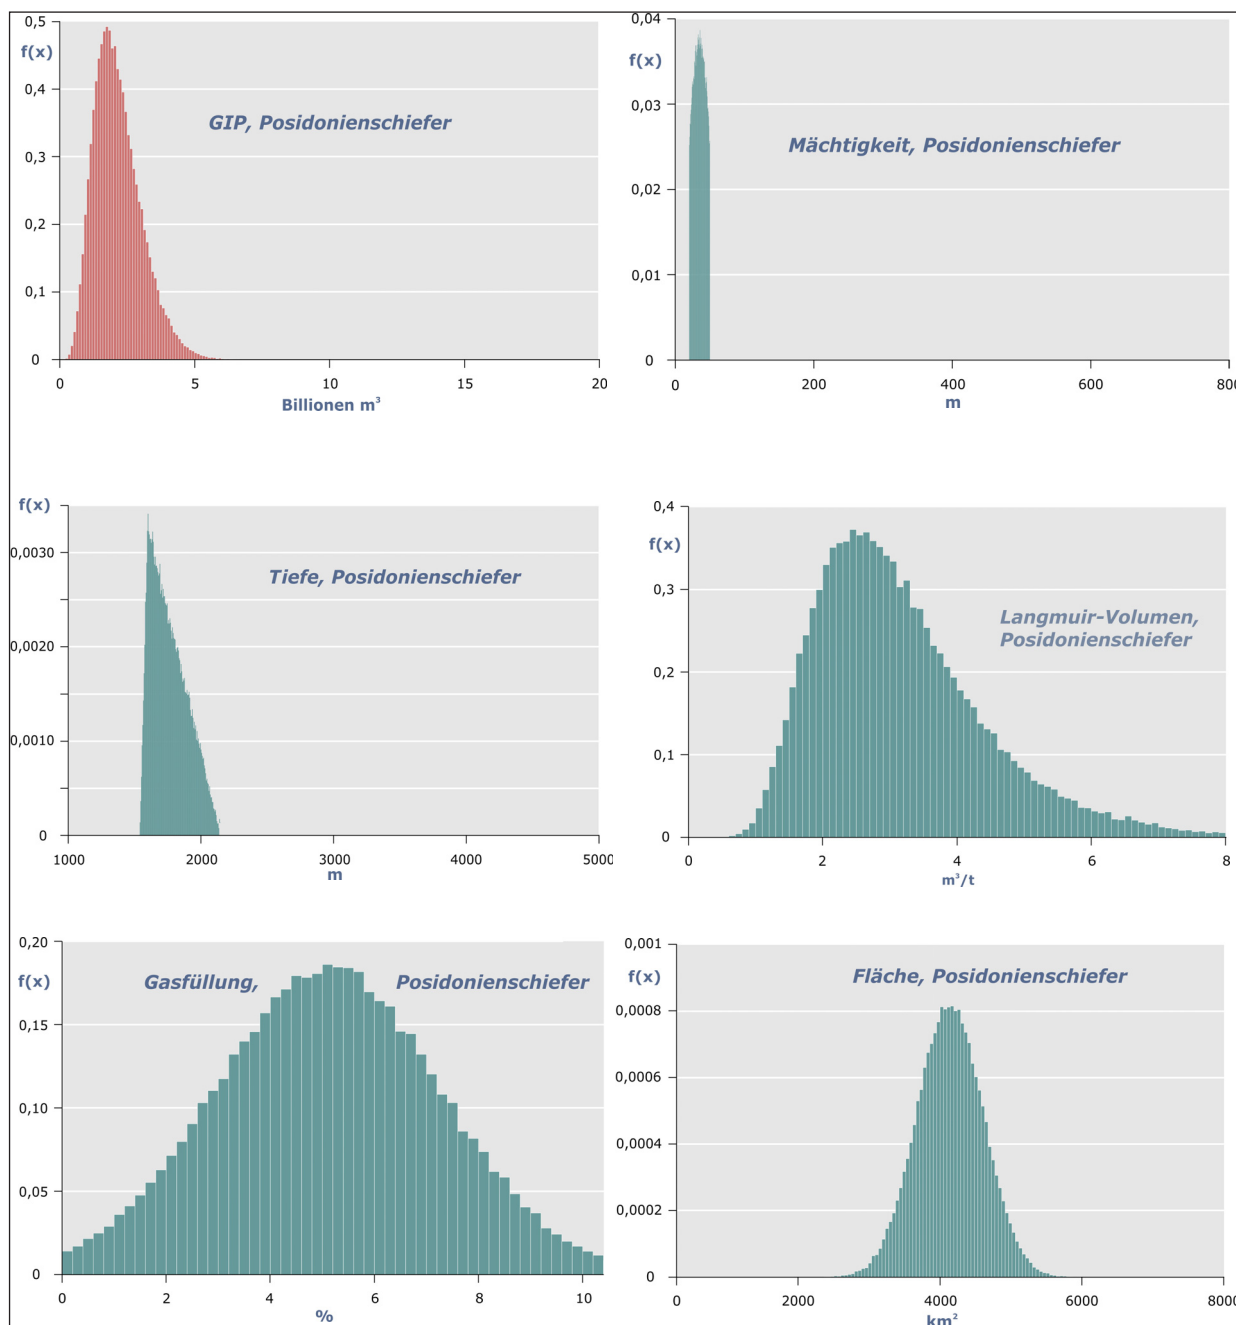 0,5
f(x)
0,4
GIP, Posidonienschiefer
0,3
0,2
0,1
0
0 5 10 15 20
Billionen m³
0,04
f(x)
0,03
Mächtigkeit, Posidonienschiefer
0,02
0,01
0
0 200 400 600 800
m
f(x)
0,0030
Tiefe, Posidonienschiefer
0,0020
0,0010
0
1000 2000 3000 4000 5000
m
0,4
f(x)
0,3
Langmuir-Volumen,
Posidonienschiefer
0,2
0,1
0
0 2 4 6 8
m³/t
0,20
f(x)
Gasfüllung, Posidonienschiefer
0,15
0,10
0,05
0
0 2 4 6 8 10
%
0,001
f(x)
Fläche, Posidonienschiefer
0,0008
0,0006
0,0004
0,0002
0
0 2000 4000 6000 8000
km²